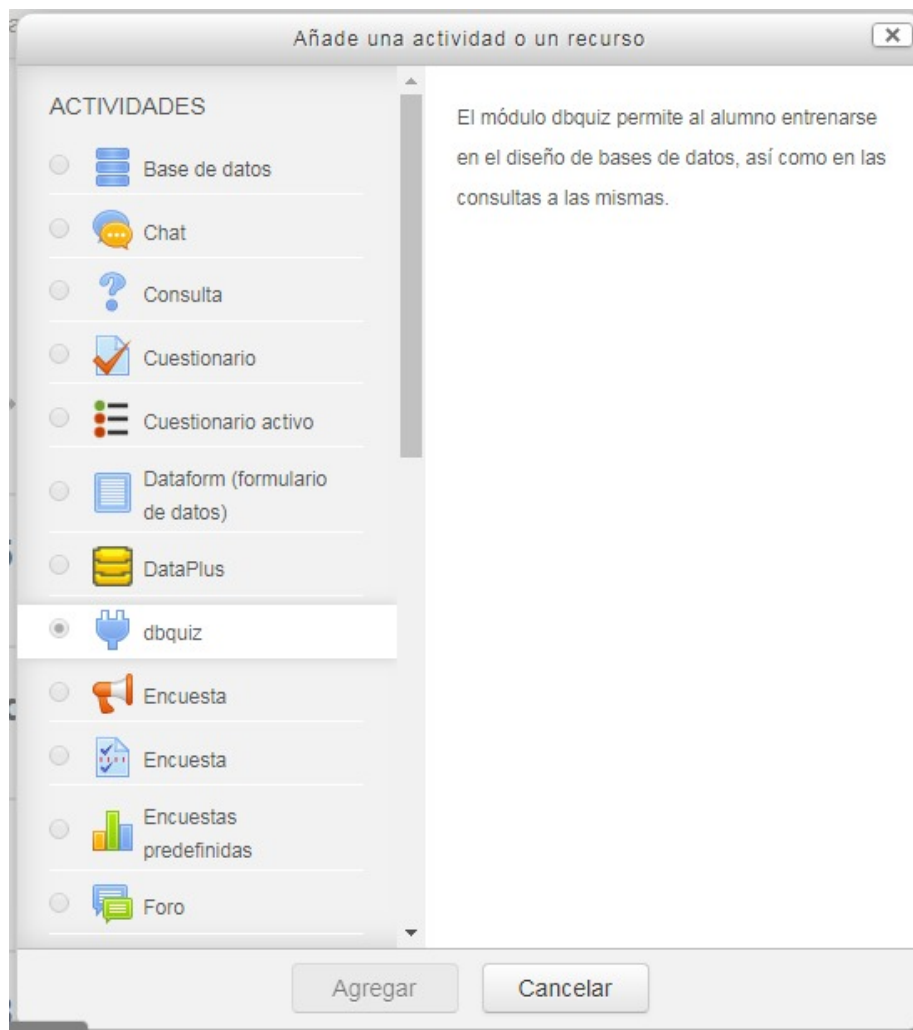 Añade una actividad o un recurso
ACTIVIDADES
Base de datos
Chat
Consulta
Cuestionario
Cuestionario activo
Dataform (formulario
de datos)
DataPlus
dbquiz
Encuesta
Encuesta
Encuestas
predefinidas
Foro
El módulo dbquiz permite al alumno entrenarse
en el diseño de bases de datos, así como en las
consultas a las mismas.
Agregar
Cancelar